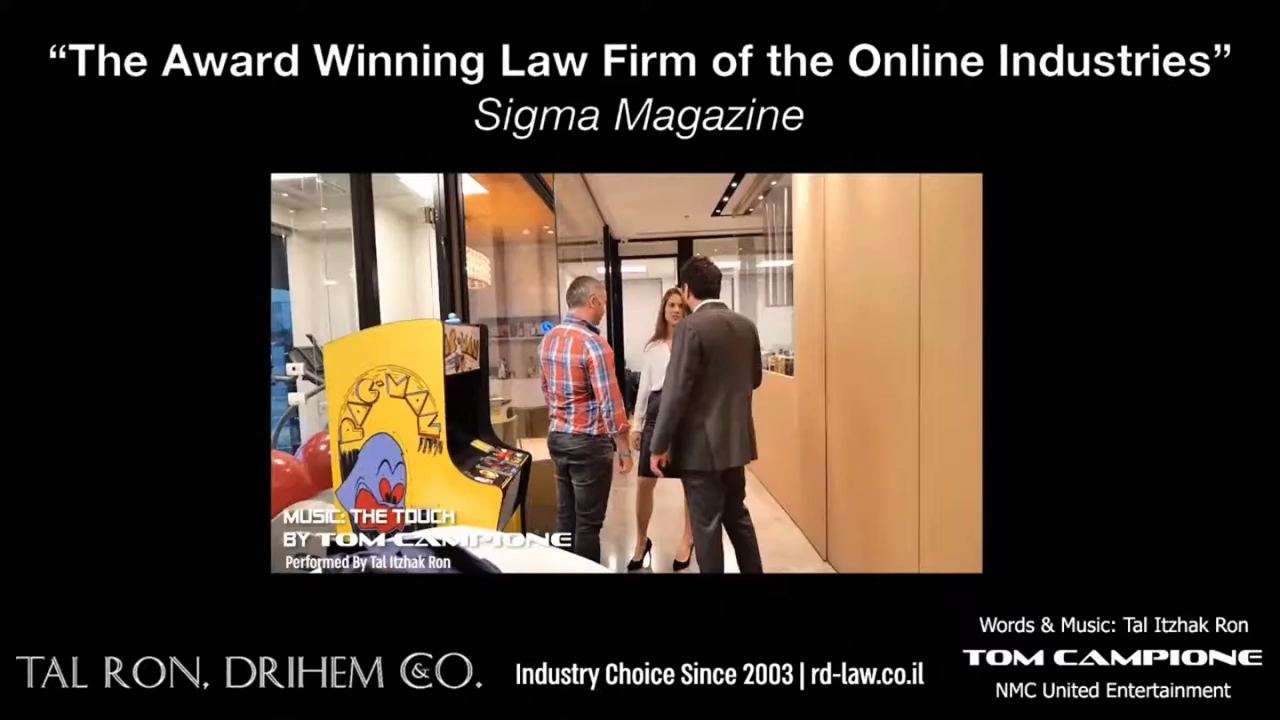 “The Award Winning Law Firm of the Online Industries”
Sigma Magazine
PAC-MAN
MUSIC: THE TOUCH
BY TOM CAMPIONE
Performed By Tal Itzhak Ron
Words & Music: Tal Itzhak Ron
TOM CAMPIONE
NMC United Entertainment
TAL RON, DRIHEM & CO.
Industry Choice Since 2003 | rd-law.co.il